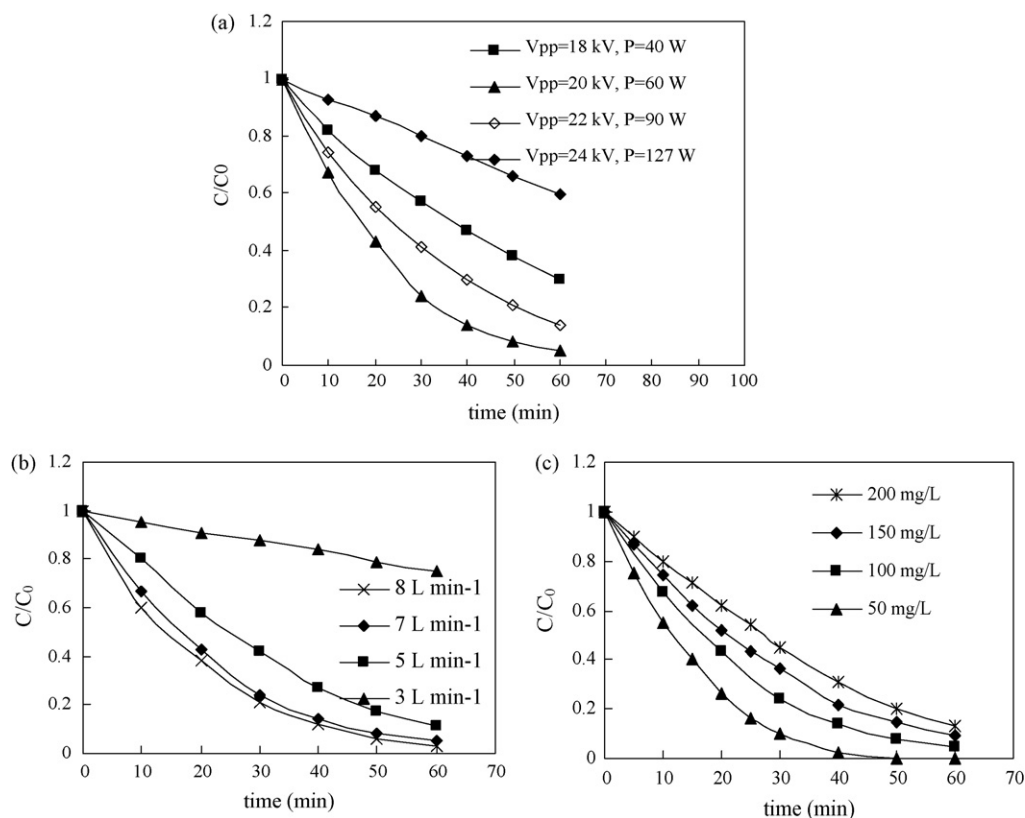 (a)
1.2
1
0.8
0.6
0.4
0.2
0
C/C0
Vpp=18 kV, P=40 W
Vpp=20 kV, P=60 W
Vpp=22 kV, P=90 W
Vpp=24 kV, P=127 W
0 10 20 30 40 50 60 70 80 90 100
time (min)
(b)
1.2
1
0.8
0.6
0.4
0.2
0
C/C₀
8 L min-1
7 L min-1
5 L min-1
3 L min-1
0 10 20 30 40 50 60 70
time (min)
(c)
1.2
1
0.8
0.6
0.4
0.2
0
C/C₀
200 mg/L
150 mg/L
100 mg/L
50 mg/L
0 10 20 30 40 50 60 70
time (min)